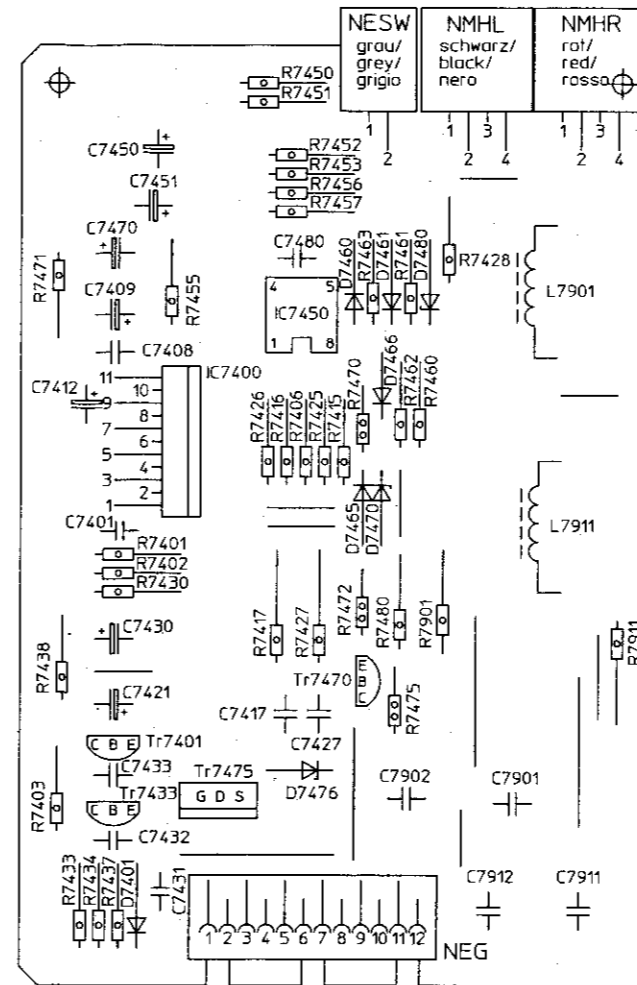 NESW
grau/
grey/
grigio
NMHL
schwarz/
black/
nero
NMHR
rot/
red/
rosso
1
2
1
3
2
4
1
3
2
4
R7450
R7451
C7450
C7451
R7452
R7453
R7456
R7457
C7470
R7471
C7409
R7455
C7480
4
5
IC7450
1
8
D7460
R7463
D7461
R7461
D7480
R7428
L7901
C7408
IC7400
C7412
11
10
9
8
7
6
5
4
3
2
1
R7426
R7416
R7406
R7425
R7415
R7470
D7466
R7462
R7460
D7465
D7470
L7911
C7401
R7401
R7402
R7430
C7430
R7438
C7421
R7417
R7427
R7472
R7480
R7901
R7911
Tr7470
E
B
C
R7475
C7417
C7427
Tr7401
C B E
C7433
Tr7433
C B E
R7403
C7432
Tr7475
G D S
D7476
C7902
C7901
R7433
R7434
R7437
D7401
C7431
C7912
C7911
1 2 3 4 5 6 7 8 9 10 11 12
NEG